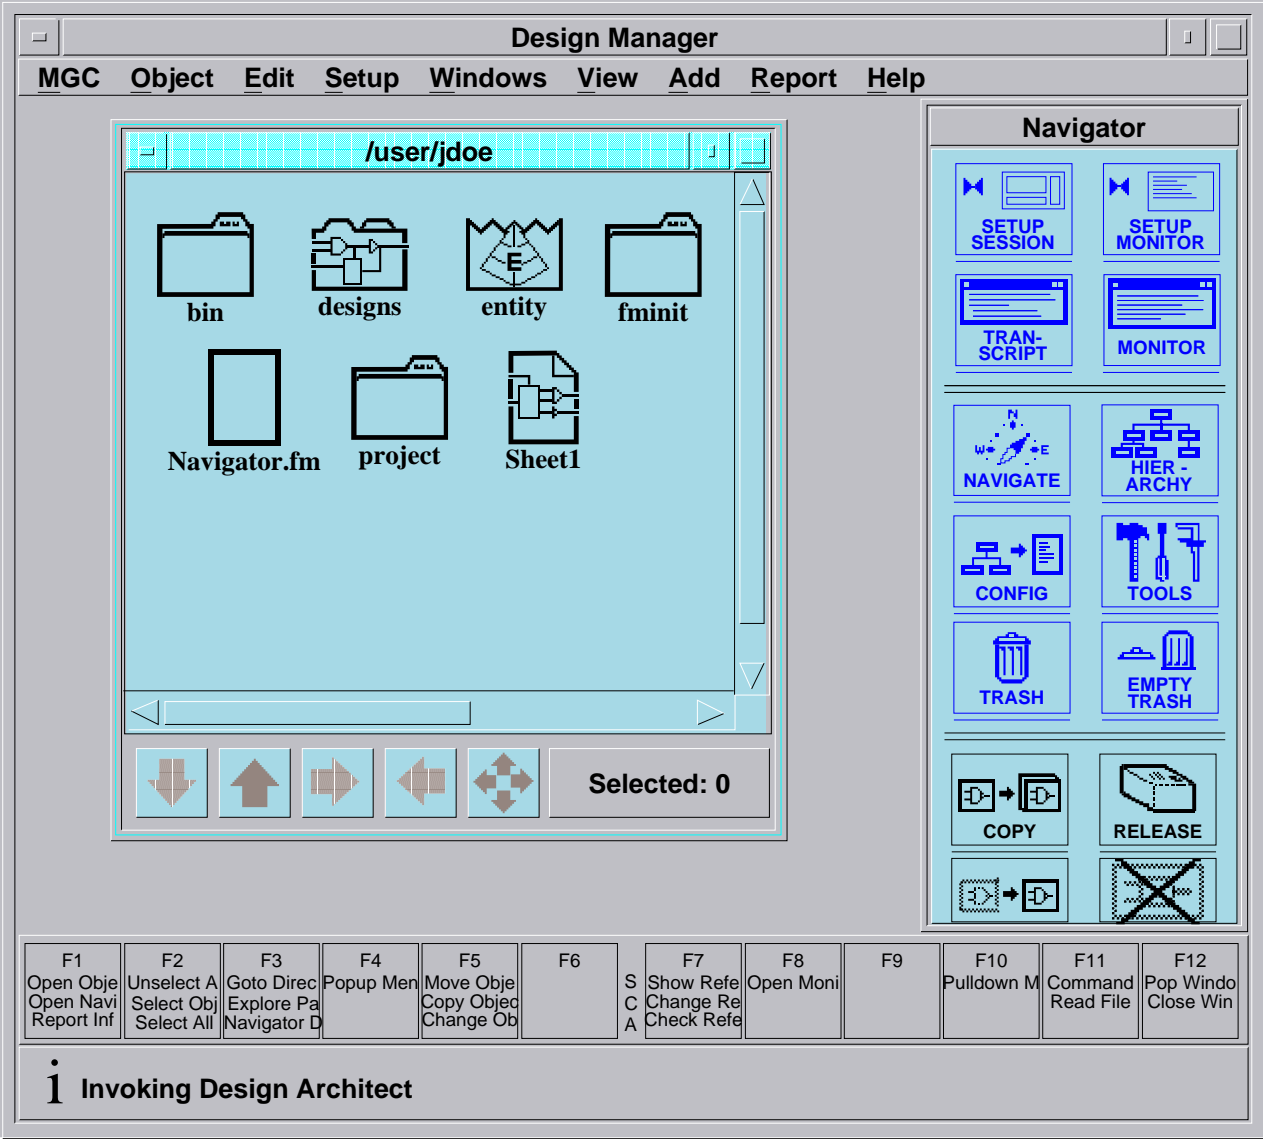 Design Manager
MGC Object Edit Setup Windows View Add Report Help
/user/jdoe
bin designs entity fminit
E
Navigator.fm project Sheet1
Selected: 0
Navigator
SETUP
SESSION
SETUP
MONITOR
TRAN-
SCRIPT
MONITOR
N
W E
NAVIGATE
HIER -
ARCHY
CONFIG
TOOLS
TRASH
EMPTY
TRASH
COPY
RELEASE
F1
Open Obje
Open Navi
Report Inf
F2
Unselect A
Select Obj
Select All
F3
Goto Direc
Explore Pa
Navigator D
F4
Popup Men
F5
Move Obje
Copy Objec
Change Ob
F6
S
C
A
F7
Show Refe
Change Re
Check Refe
F8
Open Moni
F9
F10
Pulldown M
F11
Command
Read File
F12
Pop Windo
Close Win
i Invoking Design Architect